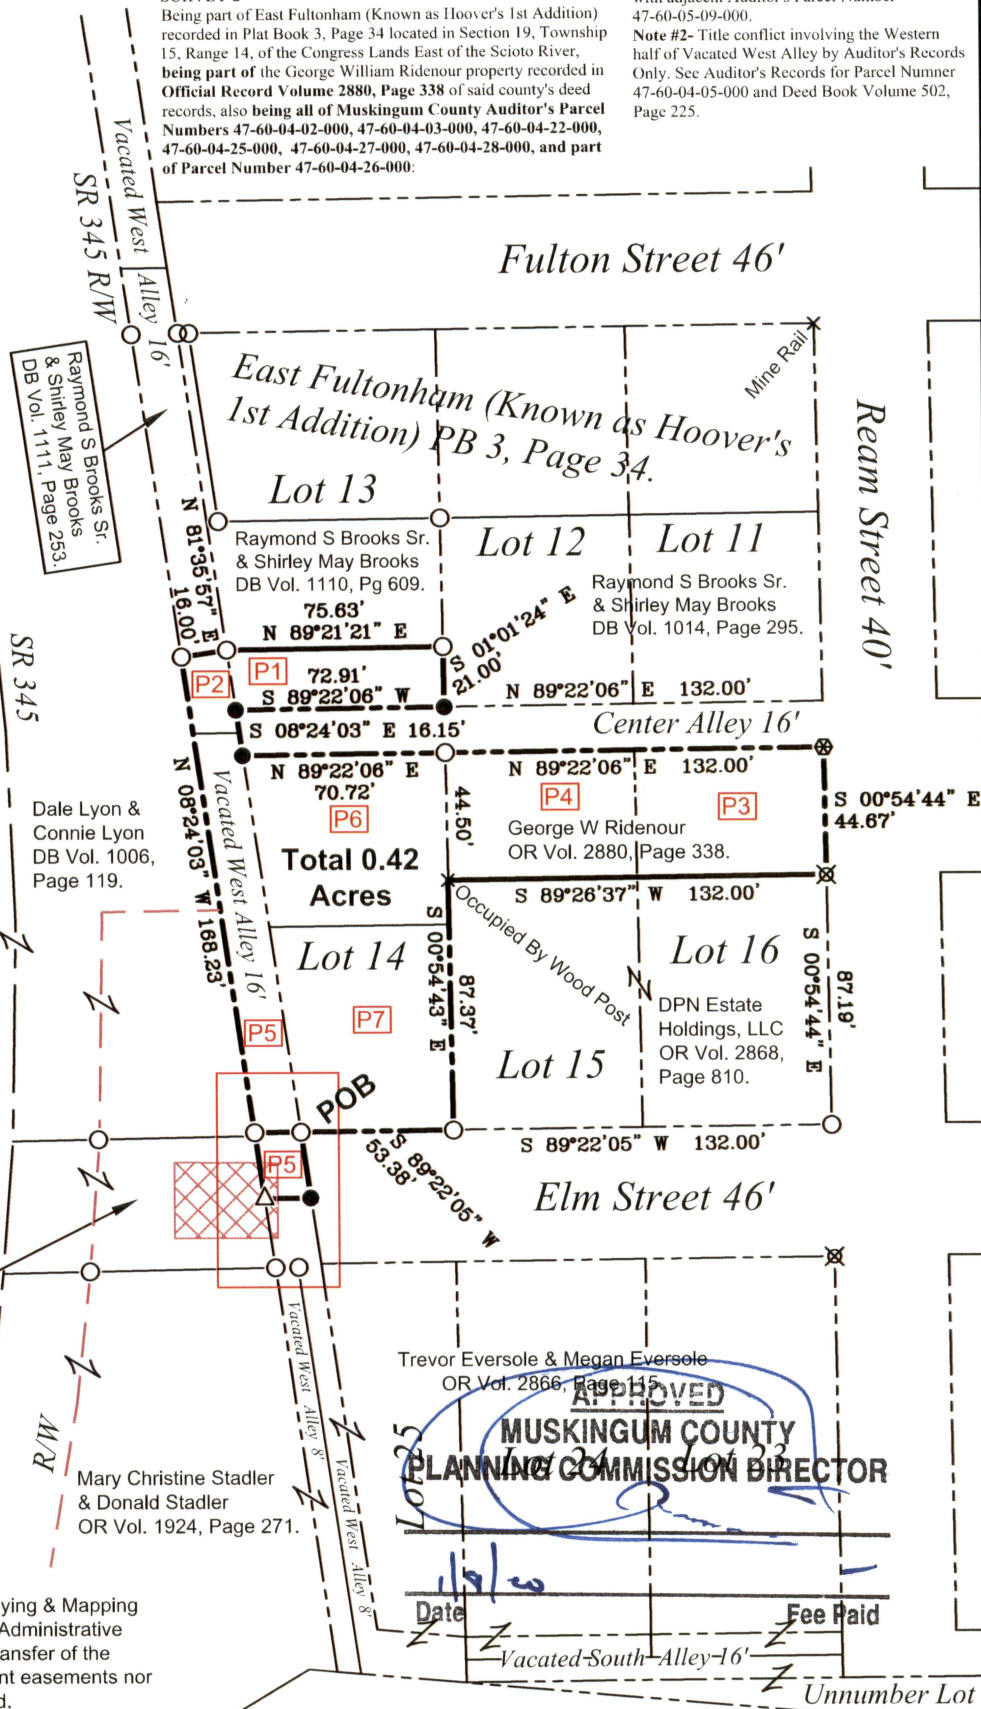 Being part of East Fultonham (Known as Hoover's 1st Addition)
recorded in Plat Book 3, Page 34 located in Section 19, Township
15, Range 14, of the Congress Lands East of the Scioto River,
being part of the George William Ridenour property recorded in
Official Record Volume 2880, Page 338 of said county's deed
records, also being all of Muskingum County Auditor's Parcel
Numbers 47-60-04-02-000, 47-60-04-03-000, 47-60-04-22-000,
47-60-04-25-000, 47-60-04-27-000, 47-60-04-28-000, and part
of Parcel Number 47-60-04-26-000:
47-60-05-09-000.
Note #2- Title conflict involving the Western
half of Vacated West Alley by Auditor's Records
Only. See Auditor's Records for Parcel Numner
47-60-04-05-000 and Deed Book Volume 502,
Page 225.
Vacated West
Alley 16'
SR 345 R/W
Fulton Street 46'
Mine Rail
East Fultonham (Known as Hoover's
1st Addition) PB 3, Page 34.
Ream Street 40'
Raymond S Brooks Sr.
& Shirley May Brooks
DB Vol. 1111, Page 253.
Lot 13
Lot 12
Lot 11
Raymond S Brooks Sr.
& Shirley May Brooks
DB Vol. 1110, Pg 609.
Raymond S Brooks Sr.
& Shirley May Brooks
DB Vol. 1014, Page 295.
N 81°35'57" E
16.00'
75.63'
N 89°21'21" E
S 01°01'24" E
21.00'
SR 345
P2
P1
72.91'
S 89°22'06" W
N 89°22'06" E 132.00'
S 08°24'03" E 16.15'
Center Alley 16'
N 89°22'06" E
70.72'
N 89°22'06" E 132.00'
N 08°24'03" W 168.23'
Vacated West Alley 16'
P6
44.50'
P4
P3
S 00°54'44" E
44.67'
Dale Lyon &
Connie Lyon
DB Vol. 1006,
Page 119.
George W Ridenour
OR Vol. 2880, Page 338.
Total 0.42
Acres
S 89°26'37" W 132.00'
Occupied By Wood Post
S 00°54'43" E
87.37'
Lot 14
Lot 16
S 00°54'44" E
87.19'
DPN Estate
Holdings, LLC
OR Vol. 2868,
Page 810.
P5
P7
Lot 15
POB
S 89°22'05" W
53.38'
S 89°22'05" W 132.00'
P5
Elm Street 46'
Vacated West Alley 8'
Vacated West Alley 8'
Trevor Eversole & Megan Eversole
OR Vol. 2866, Page 115.
APPROVED
MUSKINGUM COUNTY
PLANNING COMMISSION DIRECTOR
Lot 25
Lot 24
Lot 23
R/W
Mary Christine Stadler
& Donald Stadler
OR Vol. 1924, Page 271.
Date
Fee Paid
ying & Mapping
Administrative
ansfer of the
nt easements nor
d.
Vacated South Alley 16'
Unnumber Lot